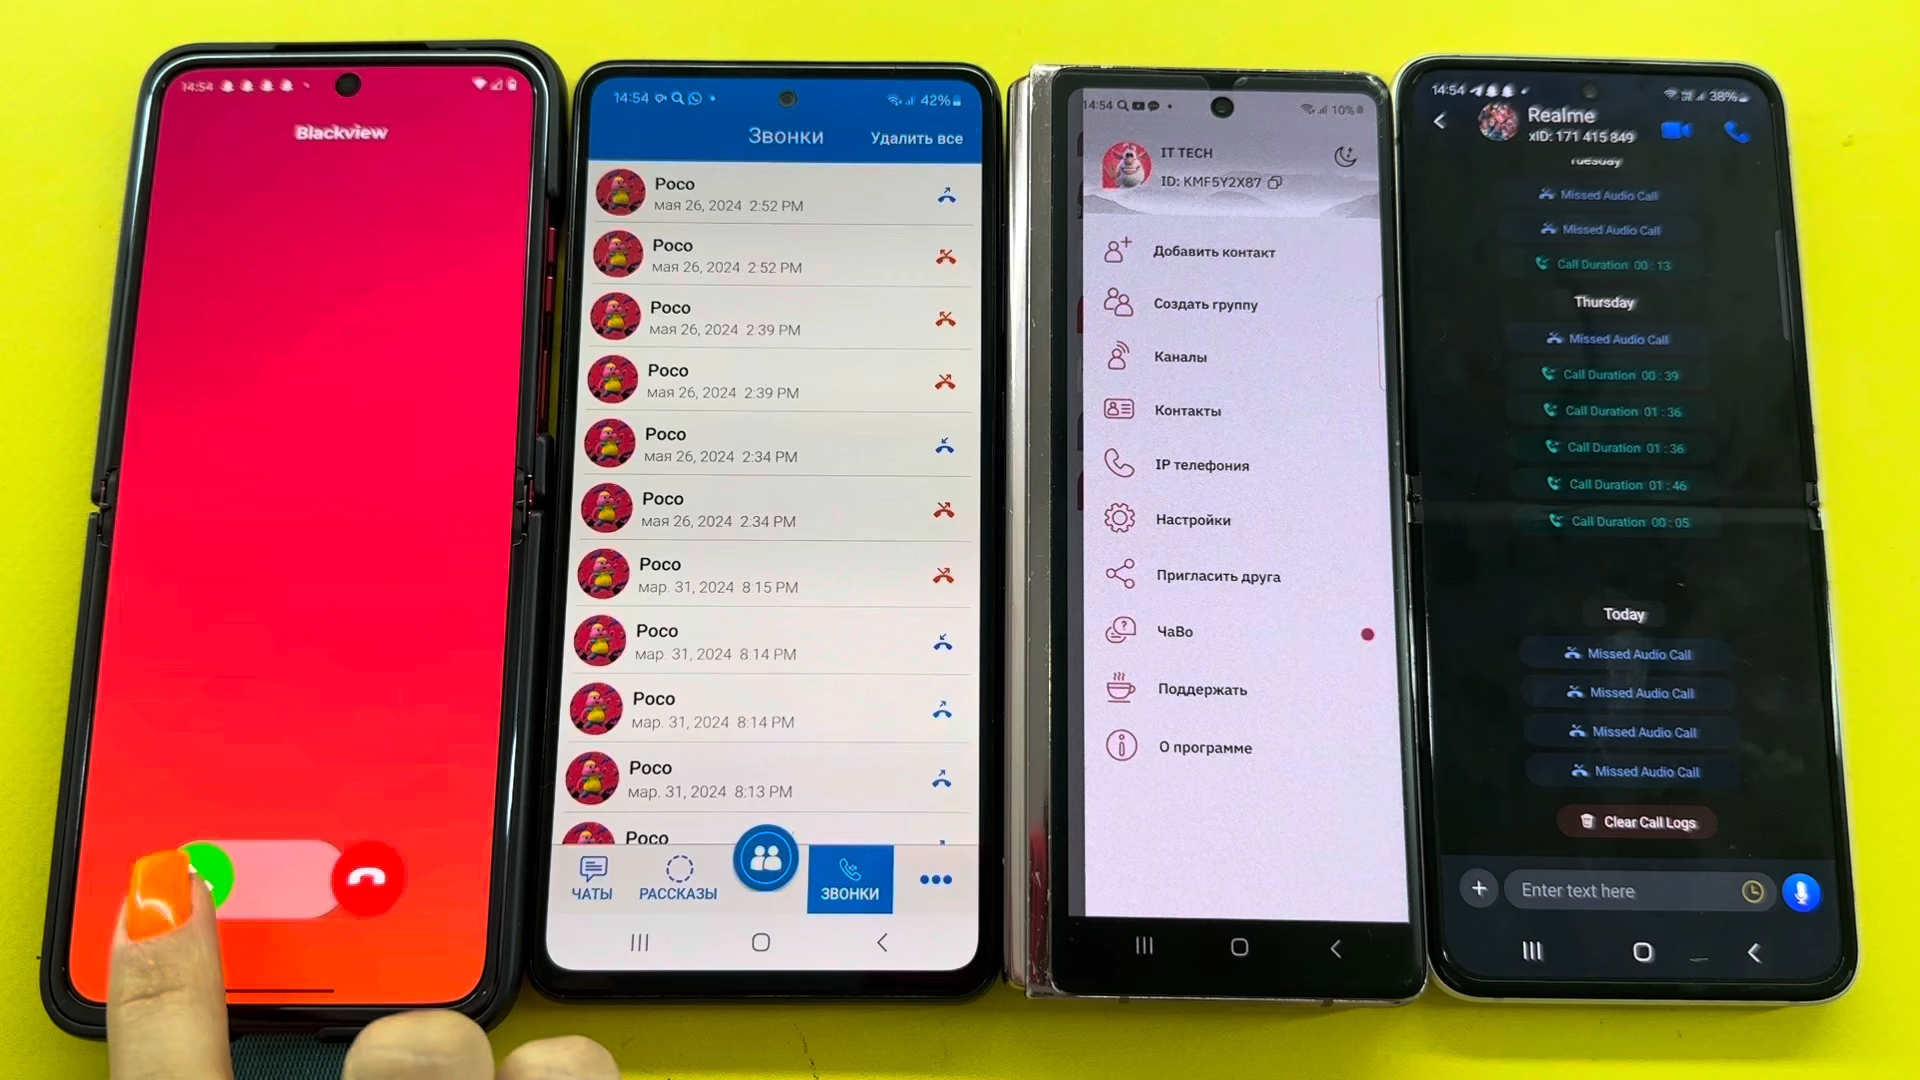 14:54
Blackview
14:54
42%
Звонки
Удалить все
Poco
мая 26, 2024 2:52 PM
Poco
мая 26, 2024 2:52 PM
Poco
мая 26, 2024 2:39 PM
Poco
мая 26, 2024 2:39 PM
Poco
мая 26, 2024 2:34 PM
Poco
мая 26, 2024 2:34 PM
Poco
мар. 31, 2024 8:15 PM
Poco
мар. 31, 2024 8:14 PM
Poco
мар. 31, 2024 8:14 PM
Poco
мар. 31, 2024 8:13 PM
Poco
ЧАТЫ
РАССКАЗЫ
ЗВОНКИ
14:54
10%
IT TECH
ID: KMF5Y2X87
Добавить контакт
Создать группу
Каналы
Контакты
IP телефония
Настройки
Пригласить друга
ЧаВо
Поддержать
О программе
14:54
38%
Realme
xID: 171 415 849
Tuesday
Missed Audio Call
Missed Audio Call
Call Duration 00:13
Thursday
Missed Audio Call
Call Duration 00:39
Call Duration 01:36
Call Duration 01:36
Call Duration 01:46
Call Duration 00:05
Today
Missed Audio Call
Missed Audio Call
Missed Audio Call
Missed Audio Call
Clear Call Logs
Enter text here